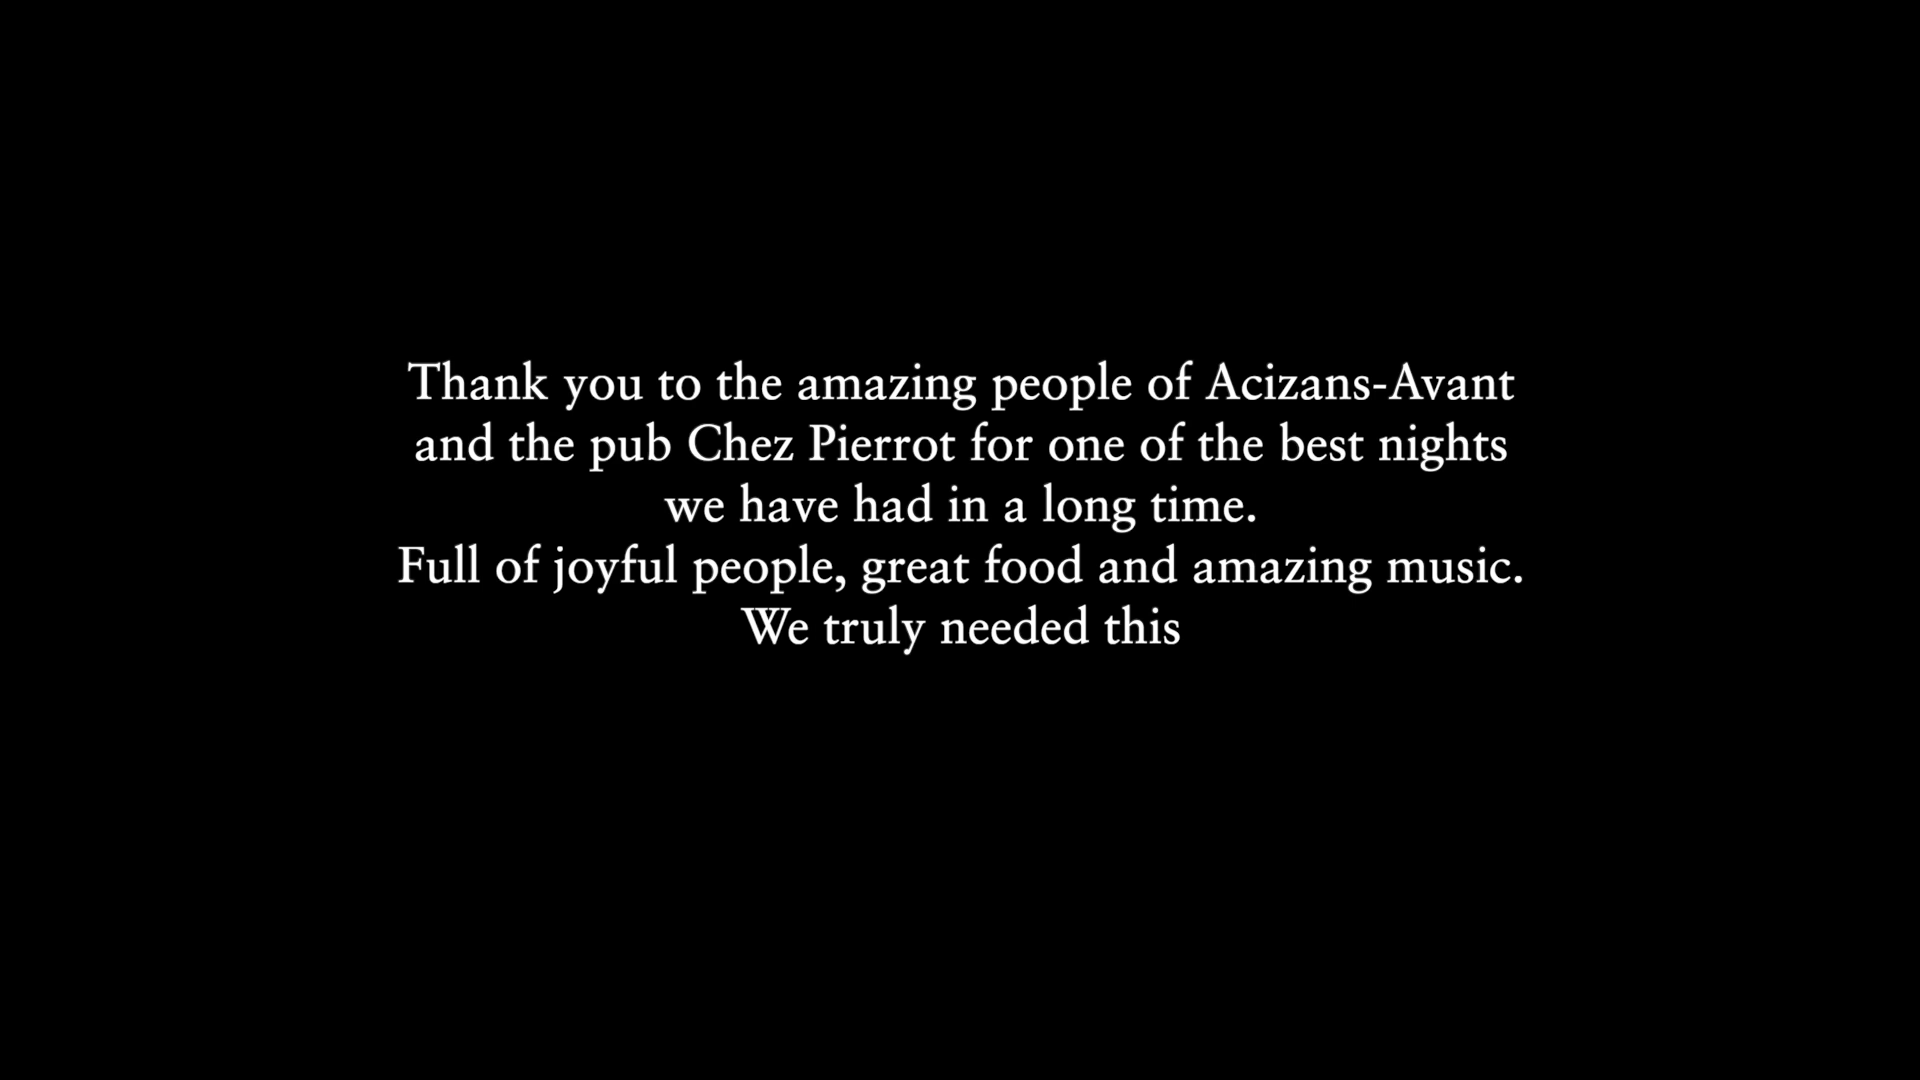 Thank you to the amazing people of Acizans-Avant
and the pub Chez Pierrot for one of the best nights
we have had in a long time.
Full of joyful people, great food and amazing music.
We truly needed this